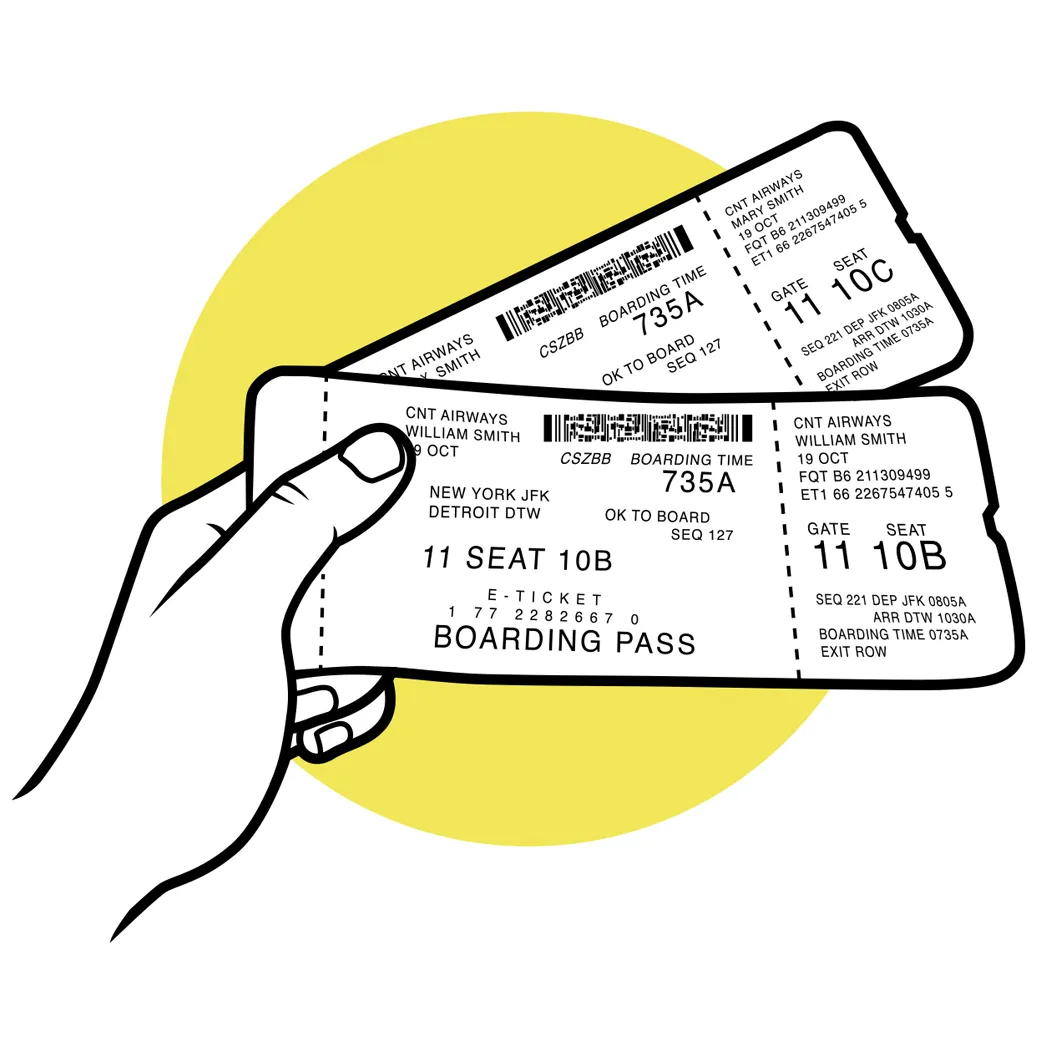 CNT AIRWAYS
MARY SMITH
19 OCT
FQT B6 211309499
ET1 66 2267547405 5
GATE SEAT
11 10C
SEQ 221 DEP JFK 0805A
ARR DTW 1030A
BOARDING TIME 0735A
EXIT ROW
CSZBB BOARDING TIME
735A
OK TO BOARD
SEQ 127
CNT AIRWAYS
Y SMITH
CNT AIRWAYS
WILLIAM SMITH
9 OCT
CSZBB BOARDING TIME
735A
NEW YORK JFK
DETROIT DTW
OK TO BOARD
SEQ 127
11 SEAT 10B
E-TICKET
1 77 2282667 0
BOARDING PASS
CNT AIRWAYS
WILLIAM SMITH
19 OCT
FQT B6 211309499
ET1 66 2267547405 5
GATE SEAT
11 10B
SEQ 221 DEP JFK 0805A
ARR DTW 1030A
BOARDING TIME 0735A
EXIT ROW